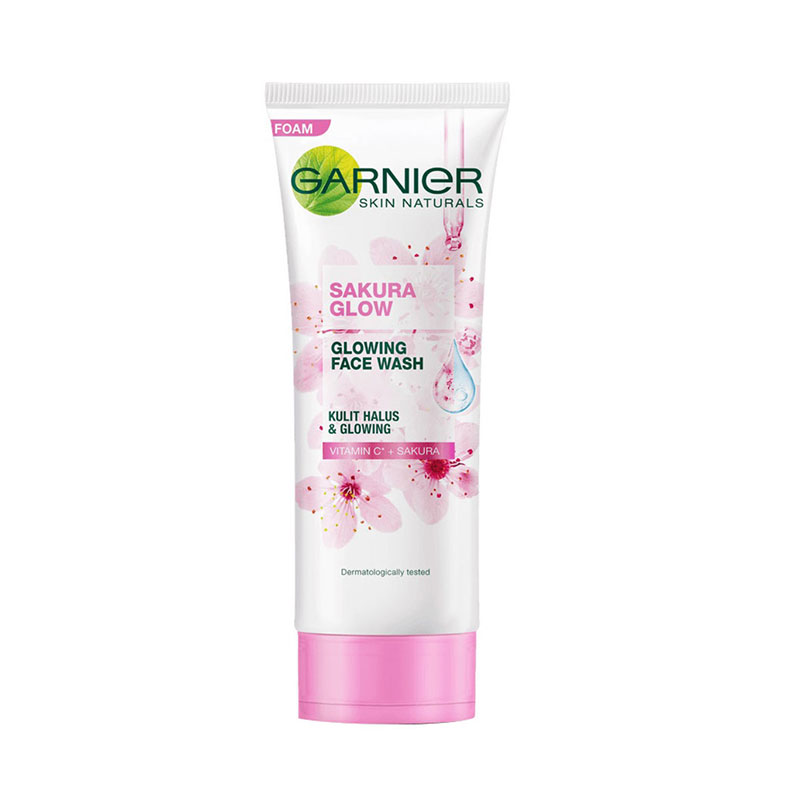 FOAM
GARNIER
SKIN NATURALS
SAKURA
GLOW
GLOWING
FACE WASH
KULIT HALUS
& GLOWING
VITAMIN C* + SAKURA
Dermatologically tested